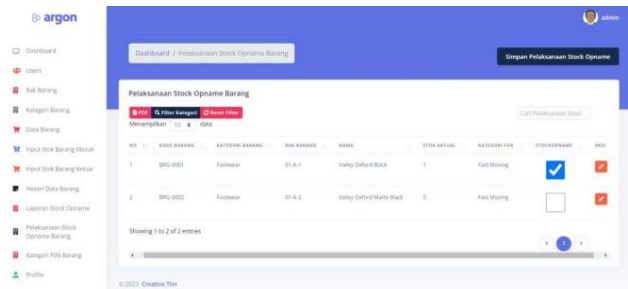 argon
admin
Dashboard
Users
Rak Barang
Kategori Barang
Data Barang
Input Stok Barang Masuk
Input Stok Barang Keluar
Histori Data Barang
Laporan Stock Opname
Pelaksanaan Stock
Opname Barang
Kategori FSN Barang
Profile
Dashboard / Pelaksanaan Stock Opname Barang
Simpan Pelaksanaan Stock Opname
Pelaksanaan Stock Opname Barang
PDF Filter Kategori Reset Filter
Menampilkan 10 data
Cari Pelaksanaan Stock
NO KODE BARANG KATEGORI BARANG RAK BARANG NAMA STOK AKTUAL KATEGORI FSN STOCKOPNAME AKSI
1 BRG-0001 Footwear 01-4-1 Valley Oxford Black 1 Fast Moving
2 BRG-0002 Footwear 01-4-2 Valley Oxford Matte Black 0 Fast Moving
Showing 1 to 2 of 2 entries
1
© 2023 Creative Tim